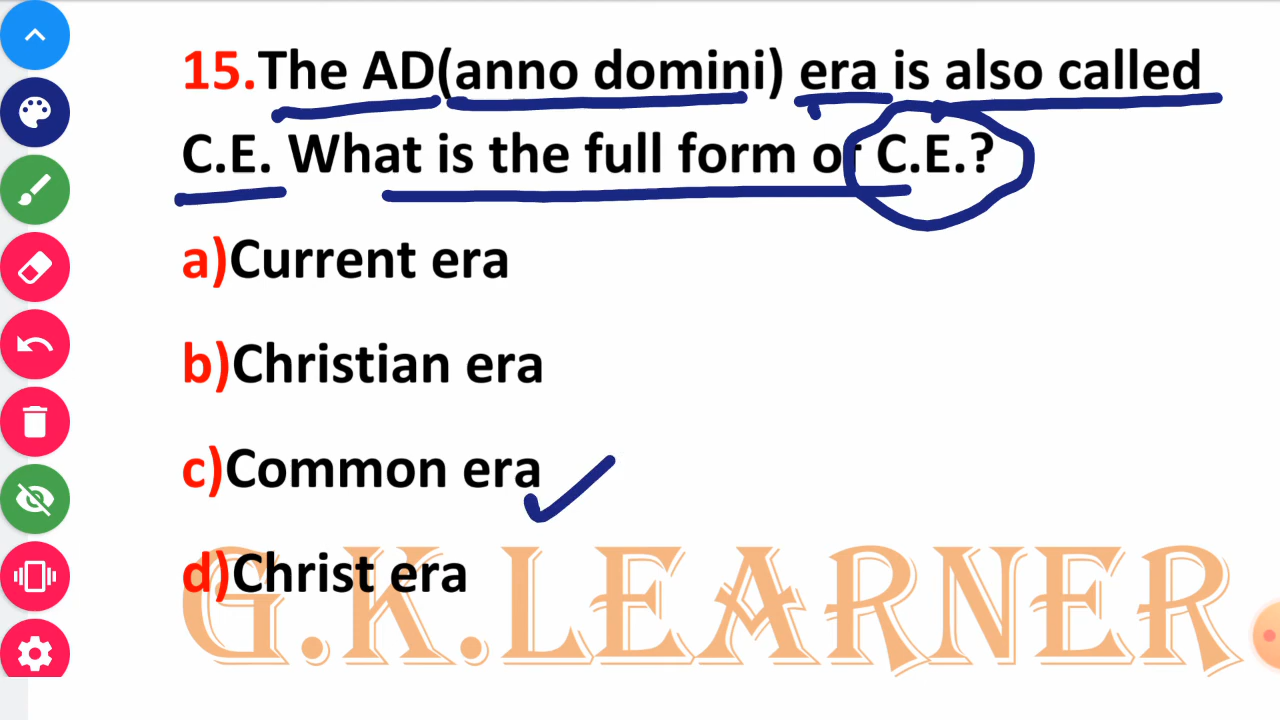 15.The AD(anno domini) era is also called
C.E. What is the full form of C.E.?
a)Current era
b)Christian era
c)Common era
d)Christ era
G.K.LEARNER